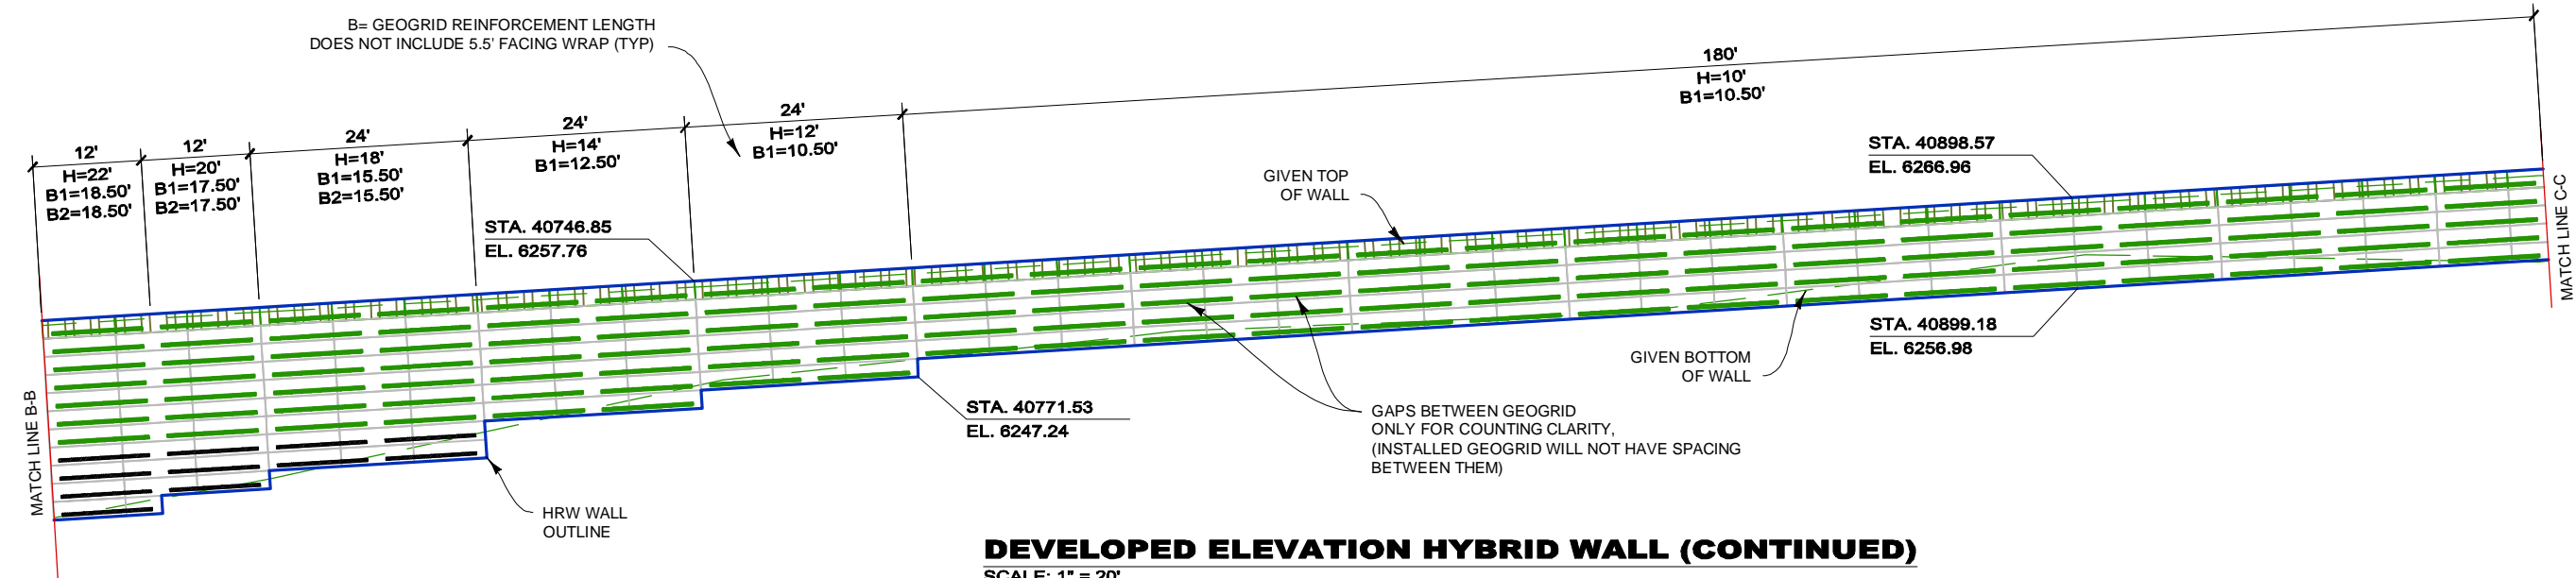 B= GEOGRID REINFORCEMENT LENGTH
DOES NOT INCLUDE 5.5' FACING WRAP (TYP)
12'
H=22'
B1=18.50'
B2=18.50'
12'
H=20'
B1=17.50'
B2=17.50'
24'
H=18'
B1=15.50'
B2=15.50'
24'
H=14'
B1=12.50'
24'
H=12'
B1=10.50'
180'
H=10'
B1=10.50'
STA. 40746.85
EL. 6257.76
GIVEN TOP
OF WALL
STA. 40898.57
EL. 6266.96
MATCH LINE C-C
STA. 40899.18
EL. 6256.98
GIVEN BOTTOM
OF WALL
MATCH LINE B-B
STA. 40771.53
EL. 6247.24
GAPS BETWEEN GEOGRID
ONLY FOR COUNTING CLARITY,
(INSTALLED GEOGRID WILL NOT HAVE SPACING
BETWEEN THEM)
HRW WALL
OUTLINE
DEVELOPED ELEVATION HYBRID WALL (CONTINUED)
SCALE: 1" = 20'